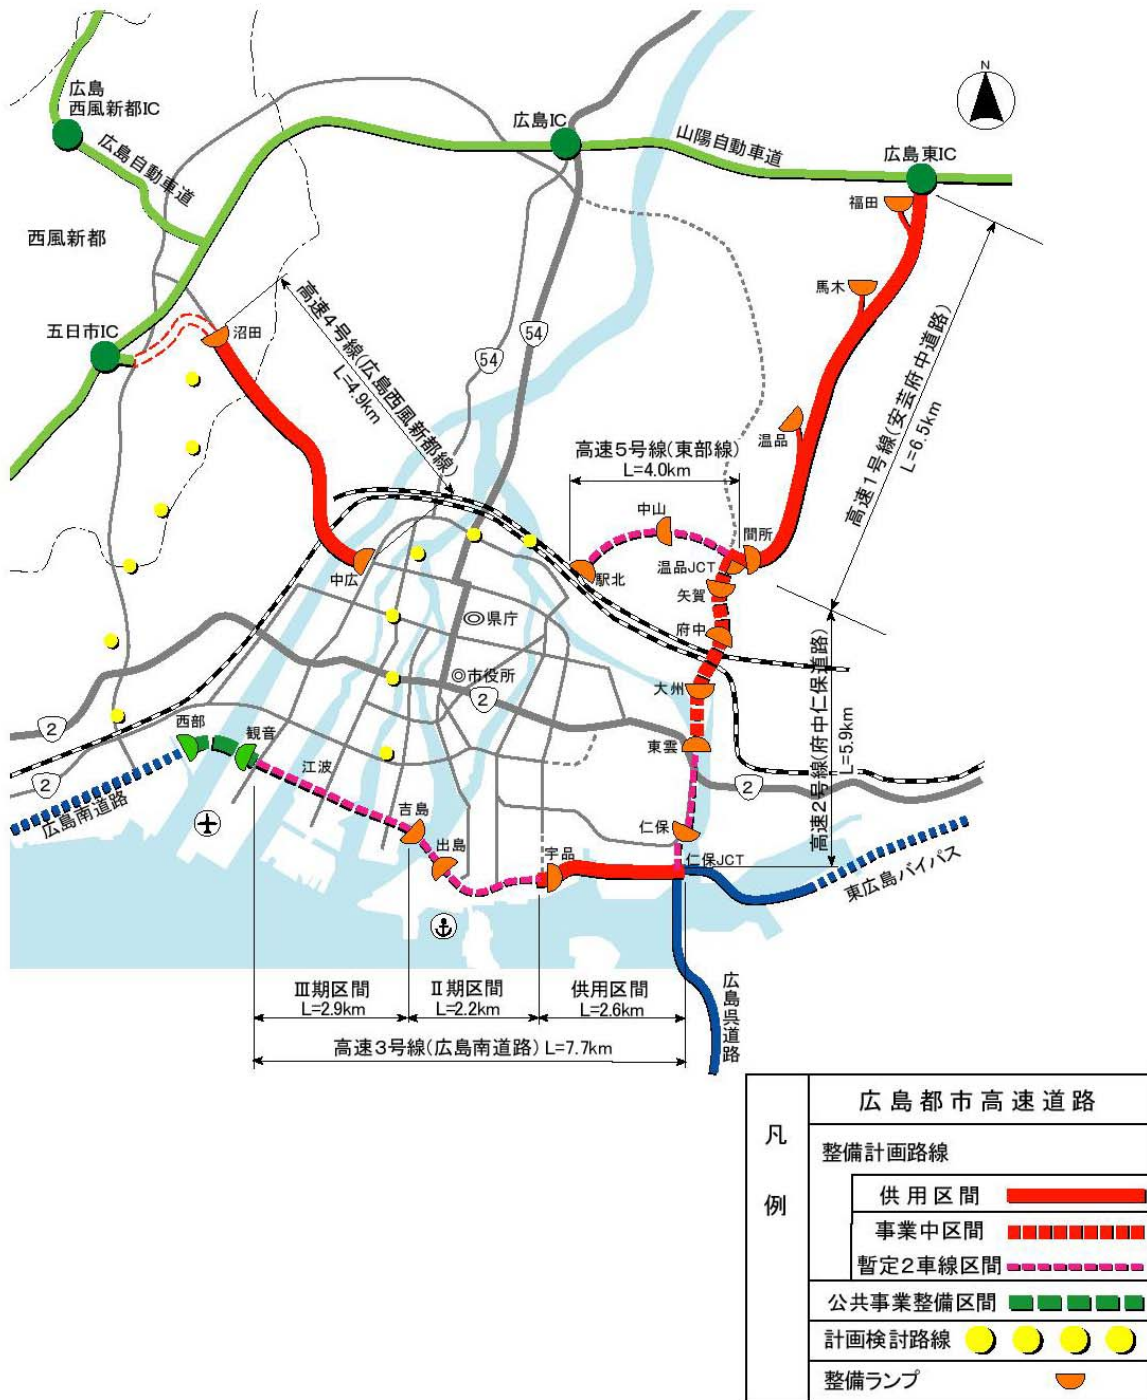 N
広島
西風新都IC
広島自動車道
広島IC
山陽自動車道
広島東IC
福田
西風新都
馬木
五日市IC
沼田
高速4号線(広島西風新都線)
L=4.9km
54
54
温品
高速1号線(安芸府中道路)
L=6.5km
高速5号線(東部線)
L=4.0km
中山
間所
中広
駅北
温品JCT
矢賀
県庁
府中
市役所
大州
2
2
西部
観音
東雲
2
2
高速2号線(府中仁保道路)
L=5.9km
江波
広島南道路
吉島
仁保
出島
宇品
仁保JCT
東広島バイパス
Ⅲ期区間
L=2.9km
Ⅱ期区間
L=2.2km
供用区間
L=2.6km
広島呉道路
高速3号線(広島南道路) L=7.7km
凡例
広島都市高速道路
整備計画路線
供用区間
事業中区間
暫定2車線区間
公共事業整備区間
計画検討路線
整備ランプ